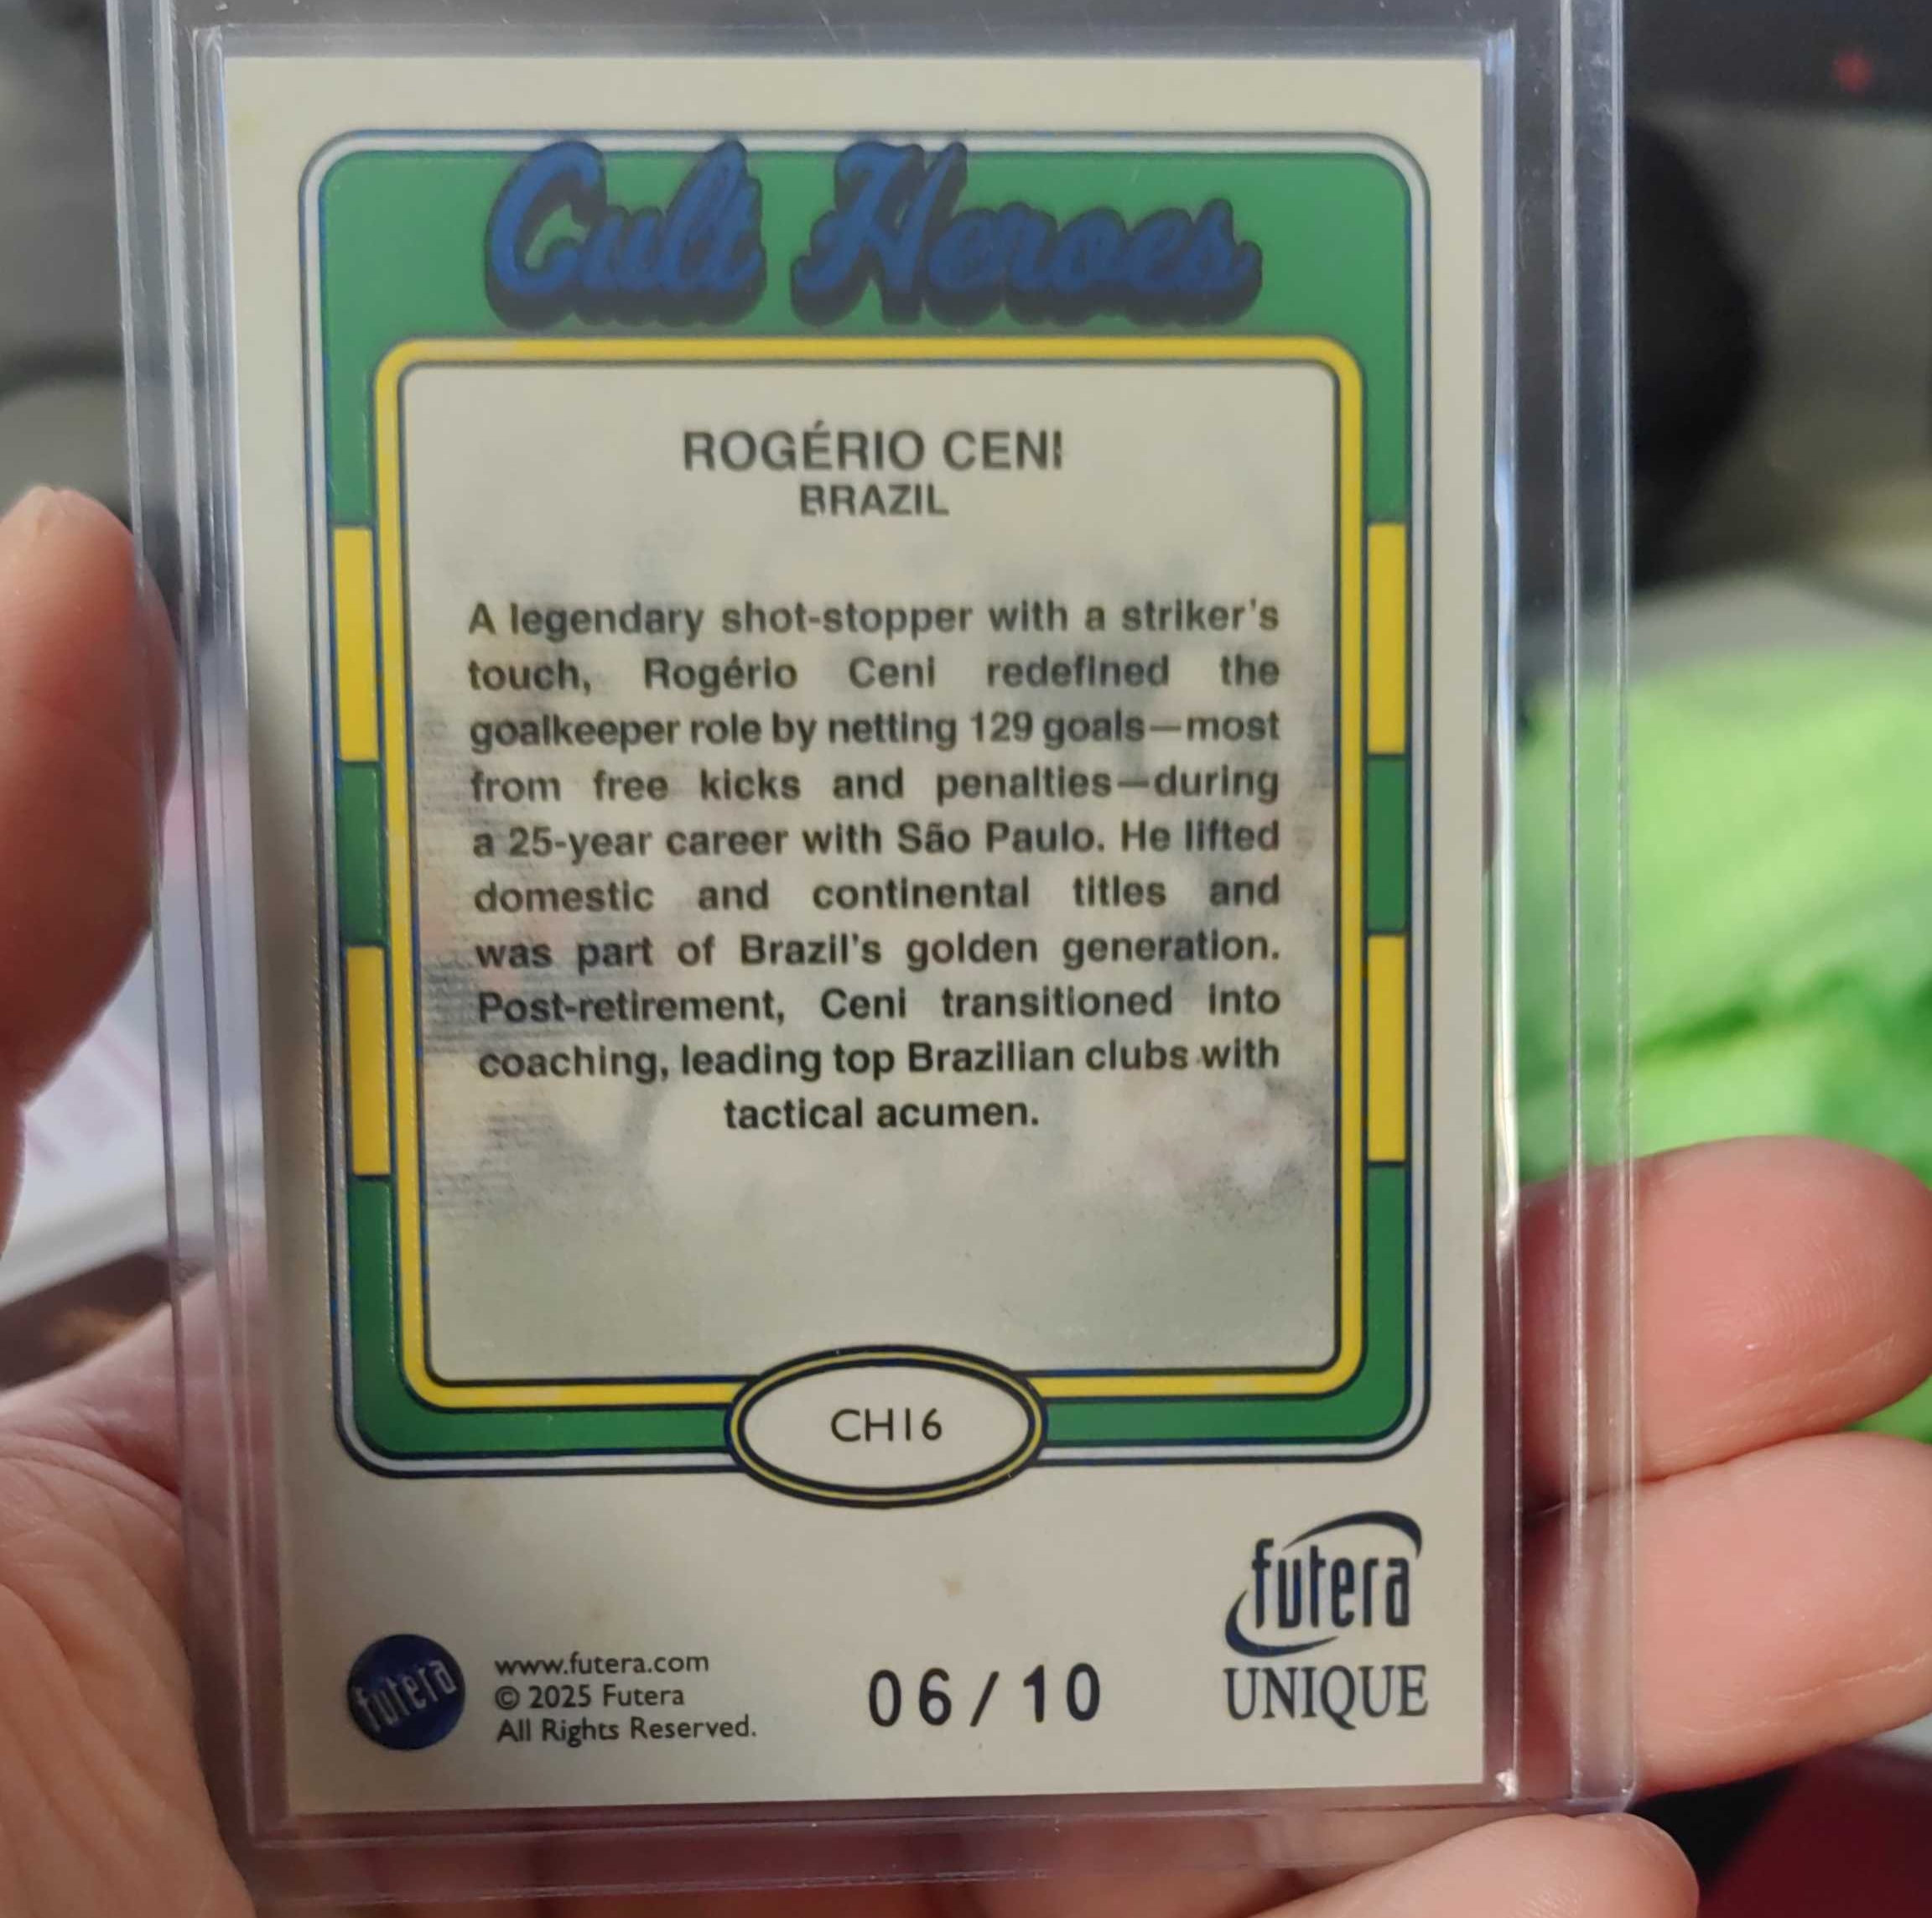 Cult Heroes
ROGÉRIO CENI
BRAZIL
A legendary shot-stopper with a striker's
touch, Rogério Ceni redefined the
goalkeeper role by netting 129 goals—most
from free kicks and penalties—during
a 25-year career with São Paulo. He lifted
domestic and continental titles and
was part of Brazil's golden generation.
Post-retirement, Ceni transitioned into
coaching, leading top Brazilian clubs with
tactical acumen.
CH16
futera
UNIQUE
futera
www.futera.com
© 2025 Futera
All Rights Reserved.
06/10